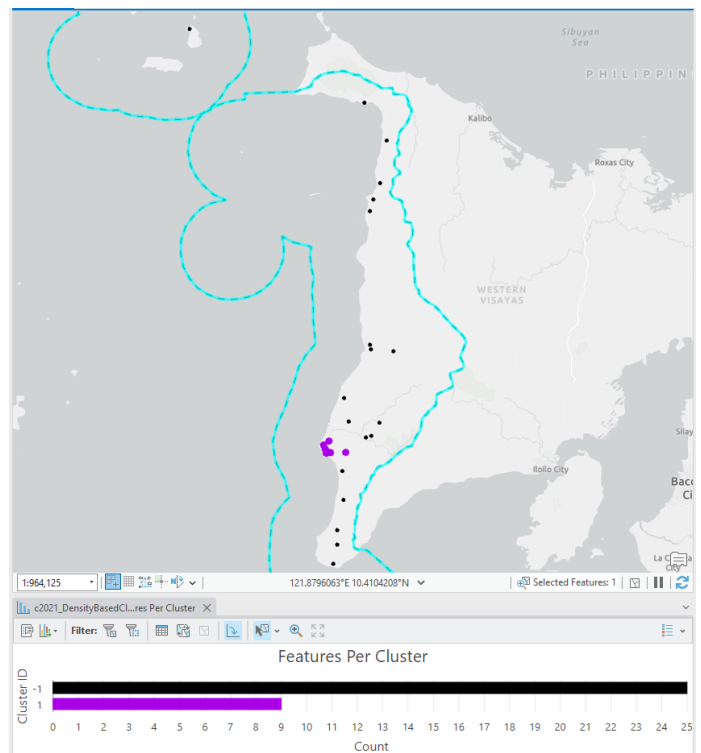 Sibuyan
Sea
PHILIPPIN
Kalibo
Roxas City
WESTERN
VISAYAS
Silay
Iloilo City
Baco
Ci
La C
City
1:964,125
121.8796063°E 10.4104208°N
Selected Features: 1
c2021_DensityBasedCl...res Per Cluster
Filter:
Features Per Cluster
Cluster ID
-1
1
0 1 2 3 4 5 6 7 8 9 10 11 12 13 14 15 16 17 18 19 20 21 22 23 24 25
Count